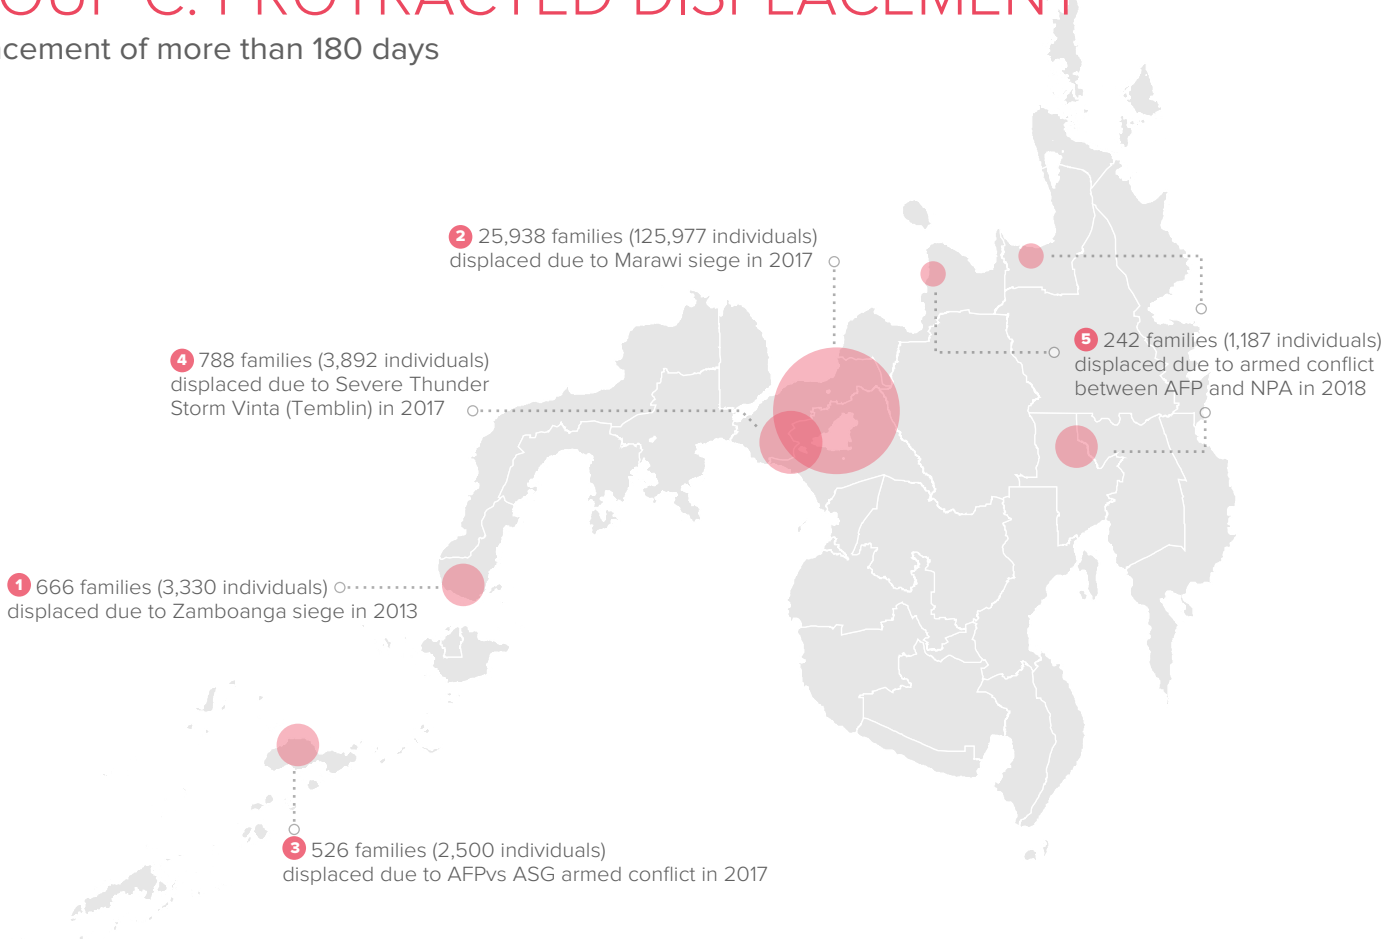 OUP C: PROTRACTED DISPLACEMENT
acement of more than 180 days
2 25,938 families (125,977 individuals)
displaced due to Marawi siege in 2017
4 788 families (3,892 individuals)
displaced due to Severe Thunder
Storm Vinta (Temblin) in 2017
5 242 families (1,187 individuals)
displaced due to armed conflict
between AFP and NPA in 2018
1 666 families (3,330 individuals)
displaced due to Zamboanga siege in 2013
3 526 families (2,500 individuals)
displaced due to AFPvs ASG armed conflict in 2017